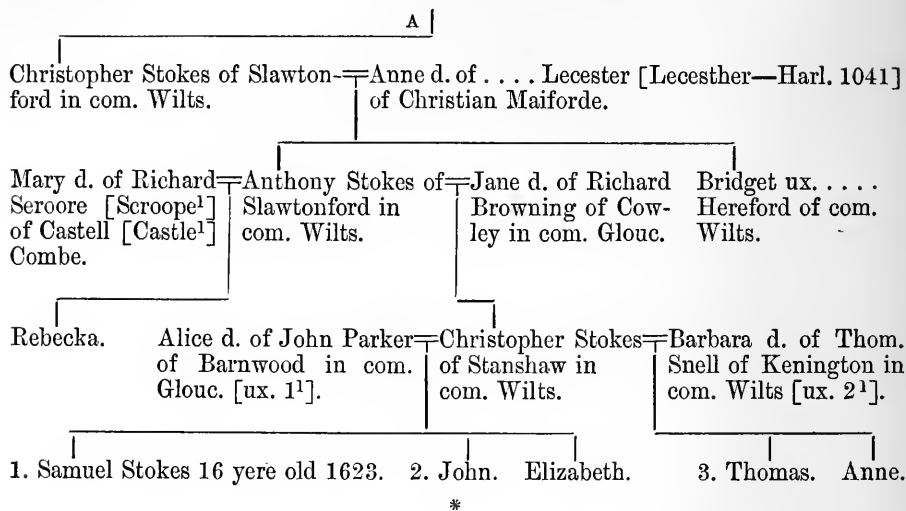 A
Christopher Stokes of Slawton- Anne d. of . . . . Lecester [Lecesther—Harl. 1041]
ford in com. Wilts. of Christian Maiforde.
Mary d. of Richard Anthony Stokes of Jane d. of Richard Bridget ux. . . . .
Seroore [Scroope¹] Slawtonford in Browning of Cow- Hereford of com.
of Castell [Castle¹] com. Wilts. ley in com. Glouc. Wilts.
Combe.
Rebecka. Alice d. of John Parker Christopher Stokes Barbara d. of Thom.
of Barnwood in com. of Stanshaw in Snell of Kenington in
Glouc. [ux. 1¹]. com. Wilts. com. Wilts [ux. 2¹].
1. Samuel Stokes 16 yere old 1623. 2. John. Elizabeth. 3. Thomas. Anne.
*